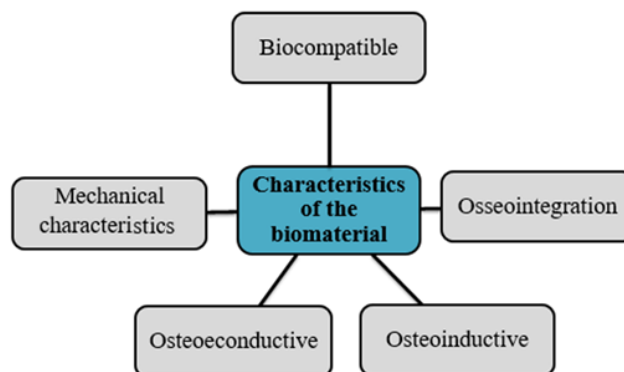 Biocompatible
Mechanical
characteristics
Characteristics
of the
biomaterial
Osseointegration
Osteoeconductive
Osteoinductive